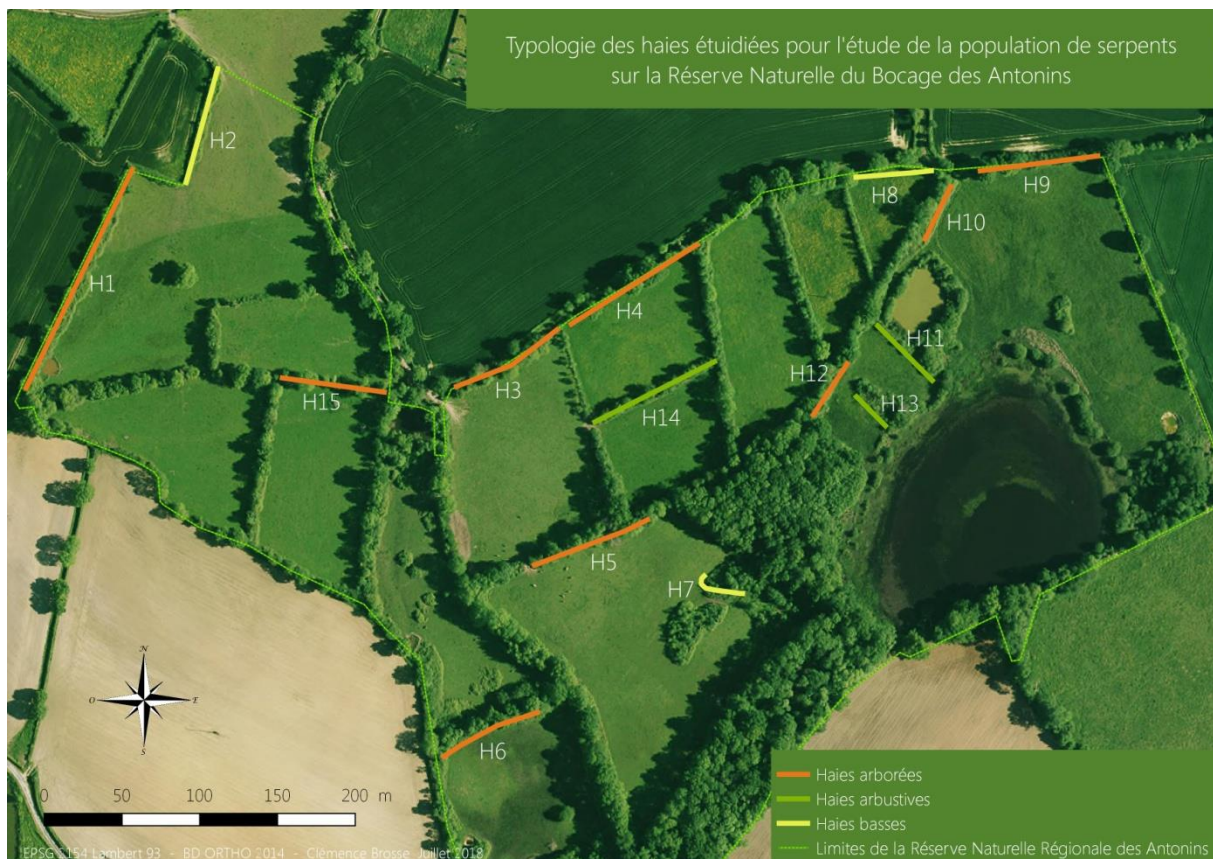 Typologie des haies étuidiées pour l'étude de la population de serpents
sur la Réserve Naturelle du Bocage des Antonins
H2
H8
H9
H10
H1
H4
H11
H3
H15
H12
H13
H14
H5
H7
N
O
E
S
H6
0 50 100 150 200 m
Haies arborées
Haies arbustives
Haies basses
Limites de la Réserve Naturelle Régionale des Antonins
EPSG 2154 Lambert 93 - BD ORTHO 2014 - Clémence Brosse Juillet 2018